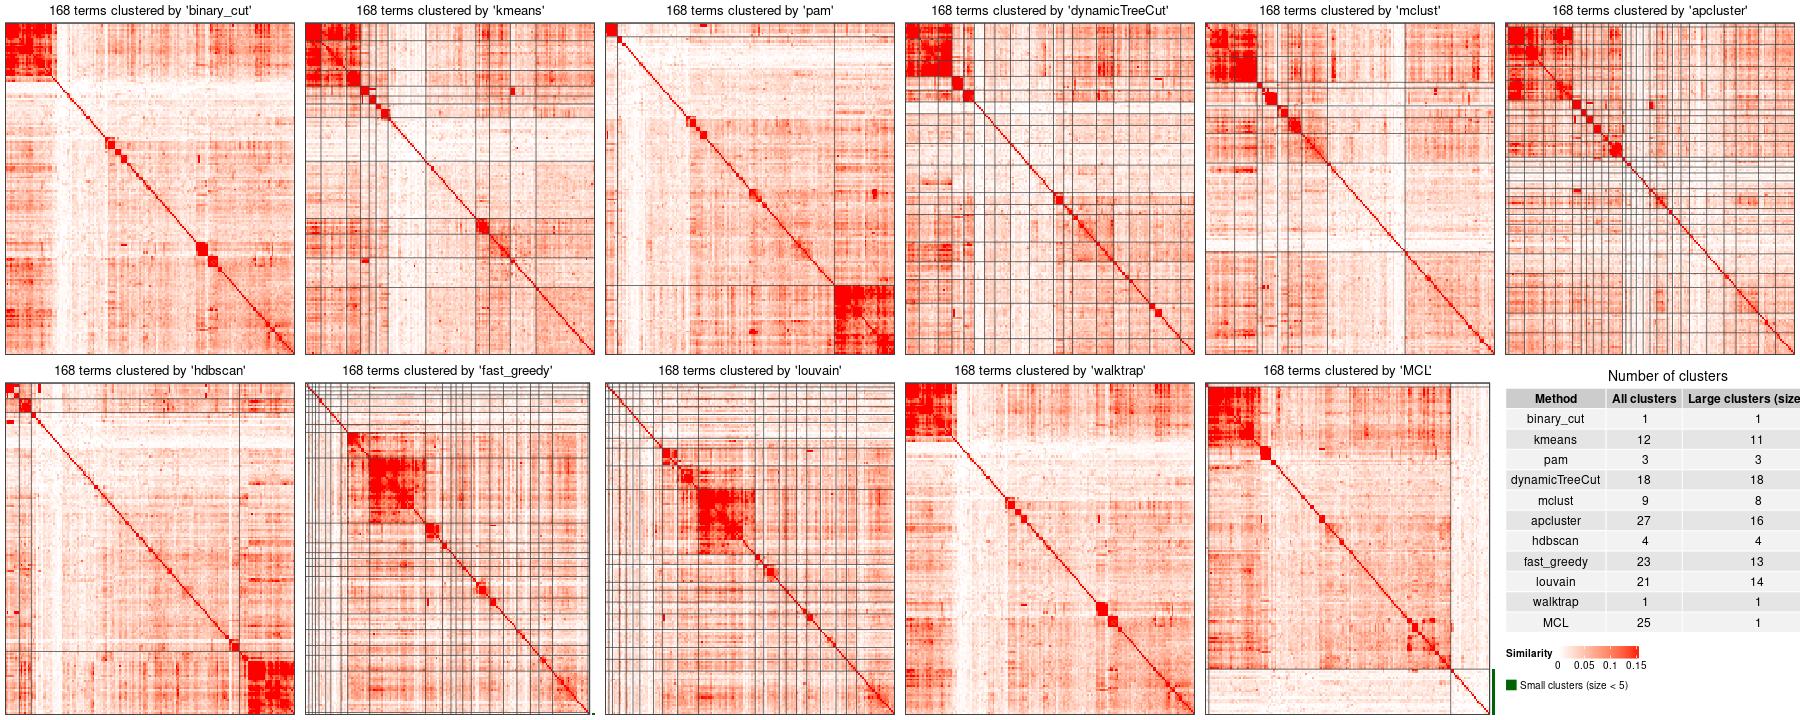 168 terms clustered by 'binary_cut'
168 terms clustered by 'kmeans'
168 terms clustered by 'pam'
168 terms clustered by 'dynamicTreeCut'
168 terms clustered by 'mclust'
168 terms clustered by 'apcluster'
168 terms clustered by 'hdbscan'
168 terms clustered by 'fast_greedy'
168 terms clustered by 'louvain'
168 terms clustered by 'walktrap'
168 terms clustered by 'MCL'
Number of clusters
Method All clusters Large clusters (size
binary_cut 1 1
kmeans 12 11
pam 3 3
dynamicTreeCut 18 18
mclust 9 8
apcluster 27 16
hdbscan 4 4
fast_greedy 23 13
louvain 21 14
walktrap 1 1
MCL 25 1
Similarity
0 0.05 0.1 0.15
Small clusters (size < 5)